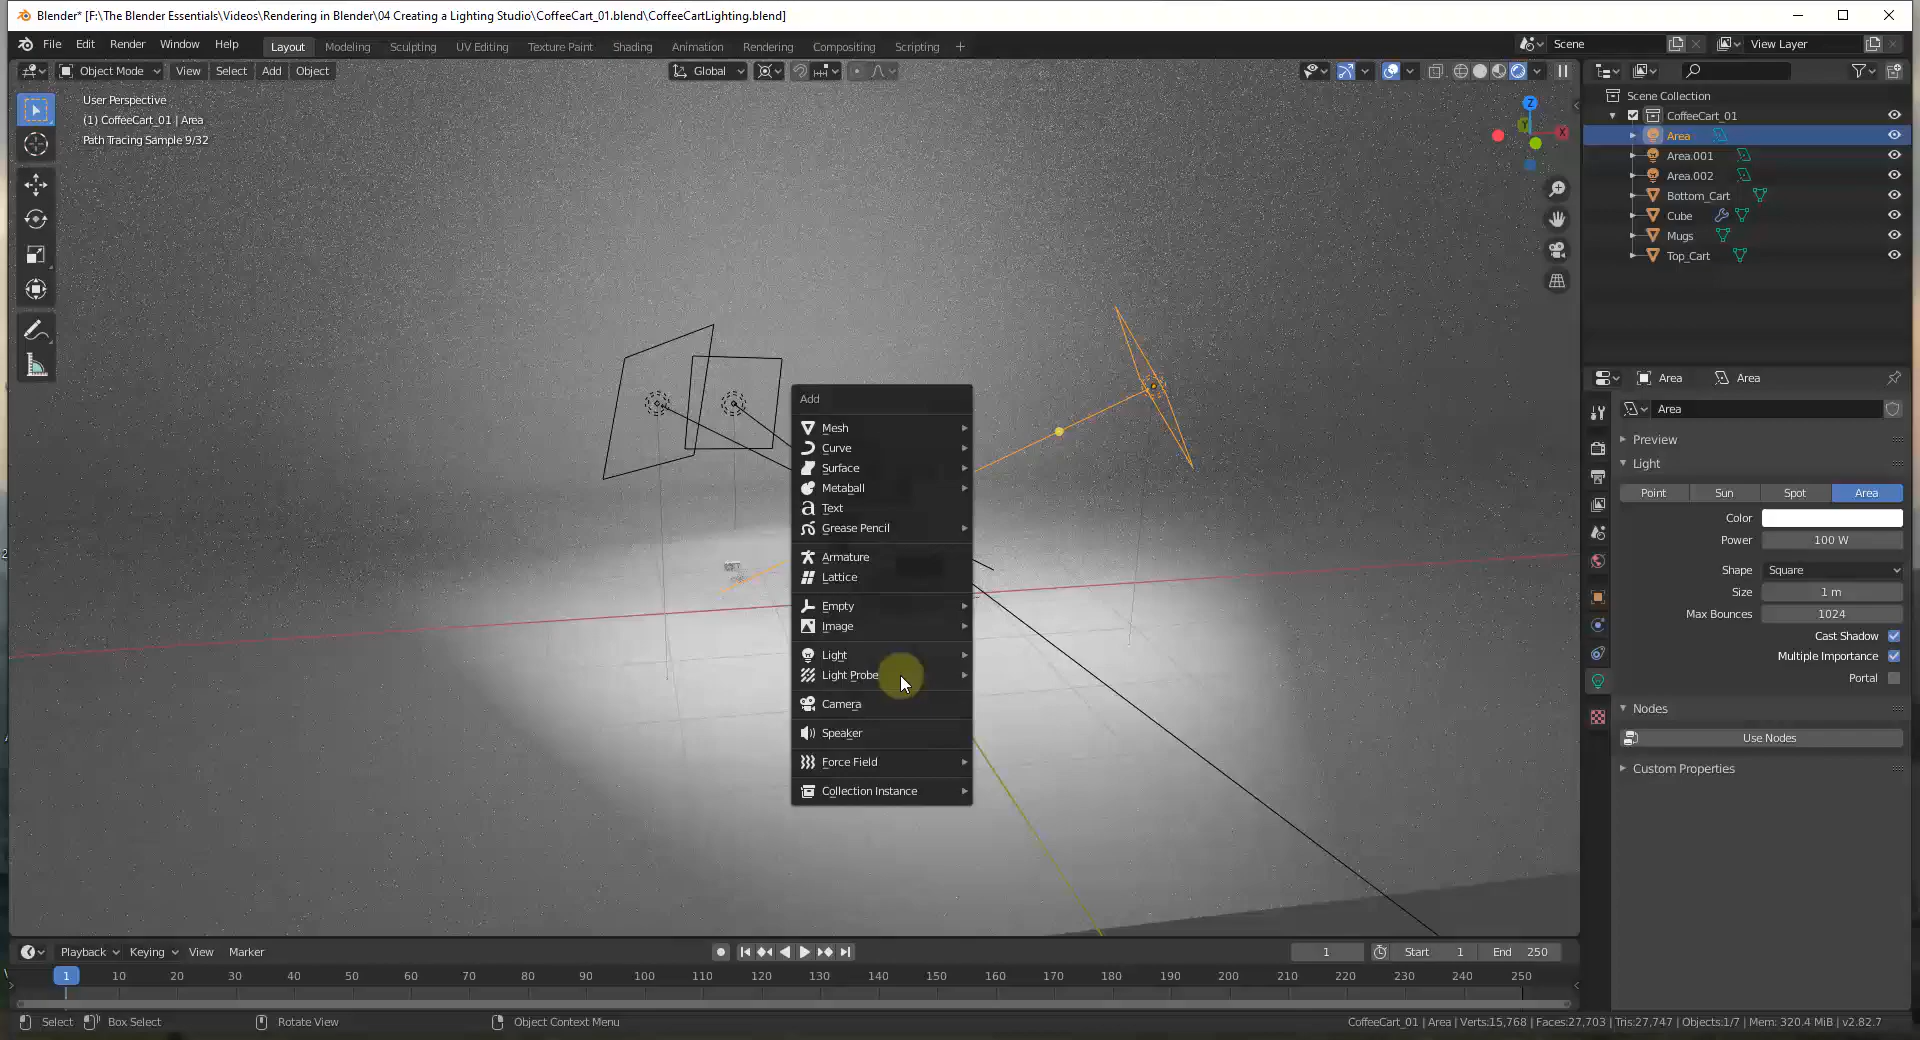 Blender* [F:\The Blender Essentials\Videos\Rendering in Blender\04 Creating a Lighting Studio\CoffeeCart_01.blend\CoffeeCartLighting.blend]
File Edit Render Window Help Layout Modeling Sculpting UV Editing Texture Paint Shading Animation Rendering Compositing Scripting + Scene View Layer
Object Mode View Select Add Object Global
User Perspective
(1) CoffeeCart_01 | Area
Path Tracing Sample 9/32
Z
Y
X
Scene Collection
CoffeeCart_01
Area
Area.001
Area.002
Bottom_Cart
Cube
Mugs
Top_Cart
Add
Mesh
Curve
Surface
Metaball
Text
Grease Pencil
Armature
Lattice
Empty
Image
Light
Light Probe
Camera
Speaker
Force Field
Collection Instance
Area Area
Area
Preview
Light
Point Sun Spot Area
Color
Power 100 W
Shape Square
Size 1 m
Max Bounces 1024
Cast Shadow
Multiple Importance
Portal
Nodes
Use Nodes
Custom Properties
Playback Keying View Marker 1 Start 1 End 250
1 10 20 30 40 50 60 70 80 90 100 110 120 130 140 150 160 170 180 190 200 210 220 230 240 250
Select Box Select Rotate View Object Context Menu CoffeeCart_01 | Area | Verts:15,768 | Faces:27,703 | Tris:27,747 | Objects:1/7 | Mem: 320.4 MiB | v2.82.7